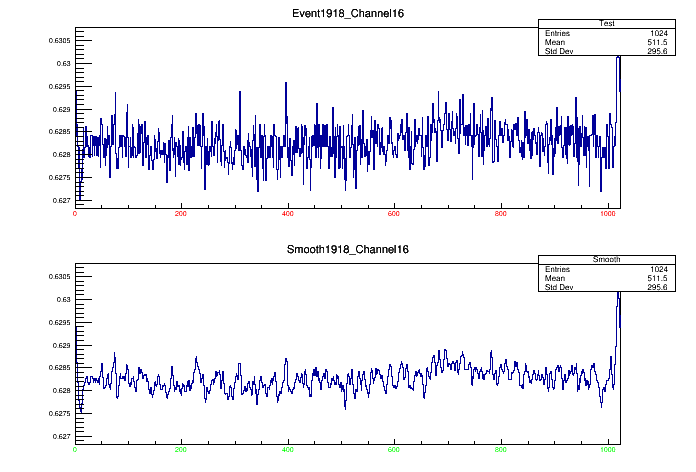 Event1918_Channel16
Test
Entries 1024
Mean 511.5
Std Dev 295.6
0.6305
0.63
0.6295
0.629
0.6285
0.628
0.6275
0.627
0 200 400 600 800 1000
Smooth1918_Channel16
Smooth
Entries 1024
Mean 511.5
Std Dev 295.6
0.6305
0.63
0.6295
0.629
0.6285
0.628
0.6275
0.627
0 200 400 600 800 1000